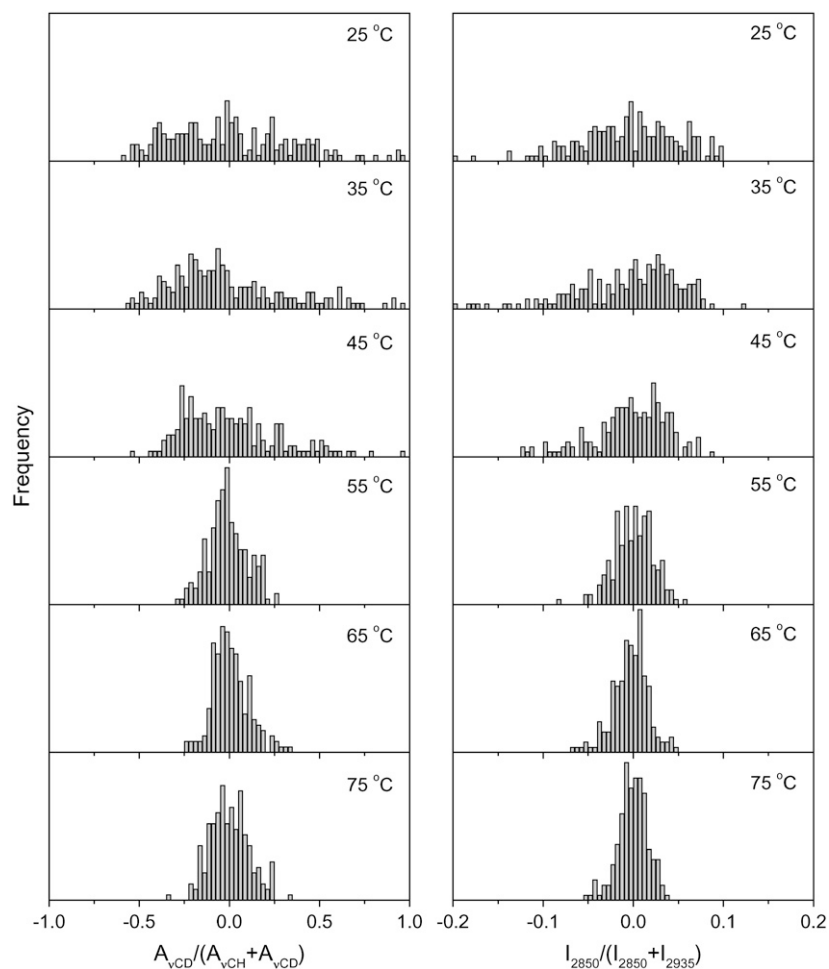 25 °C
25 °C
35 °C
35 °C
45 °C
45 °C
Frequency
55 °C
55 °C
65 °C
65 °C
75 °C
75 °C
-1.0 -0.5 0.0 0.5 1.0
-0.2 -0.1 0.0 0.1 0.2
AνCD/(AνCH+AνCD)
I2850/(I2850+I2935)